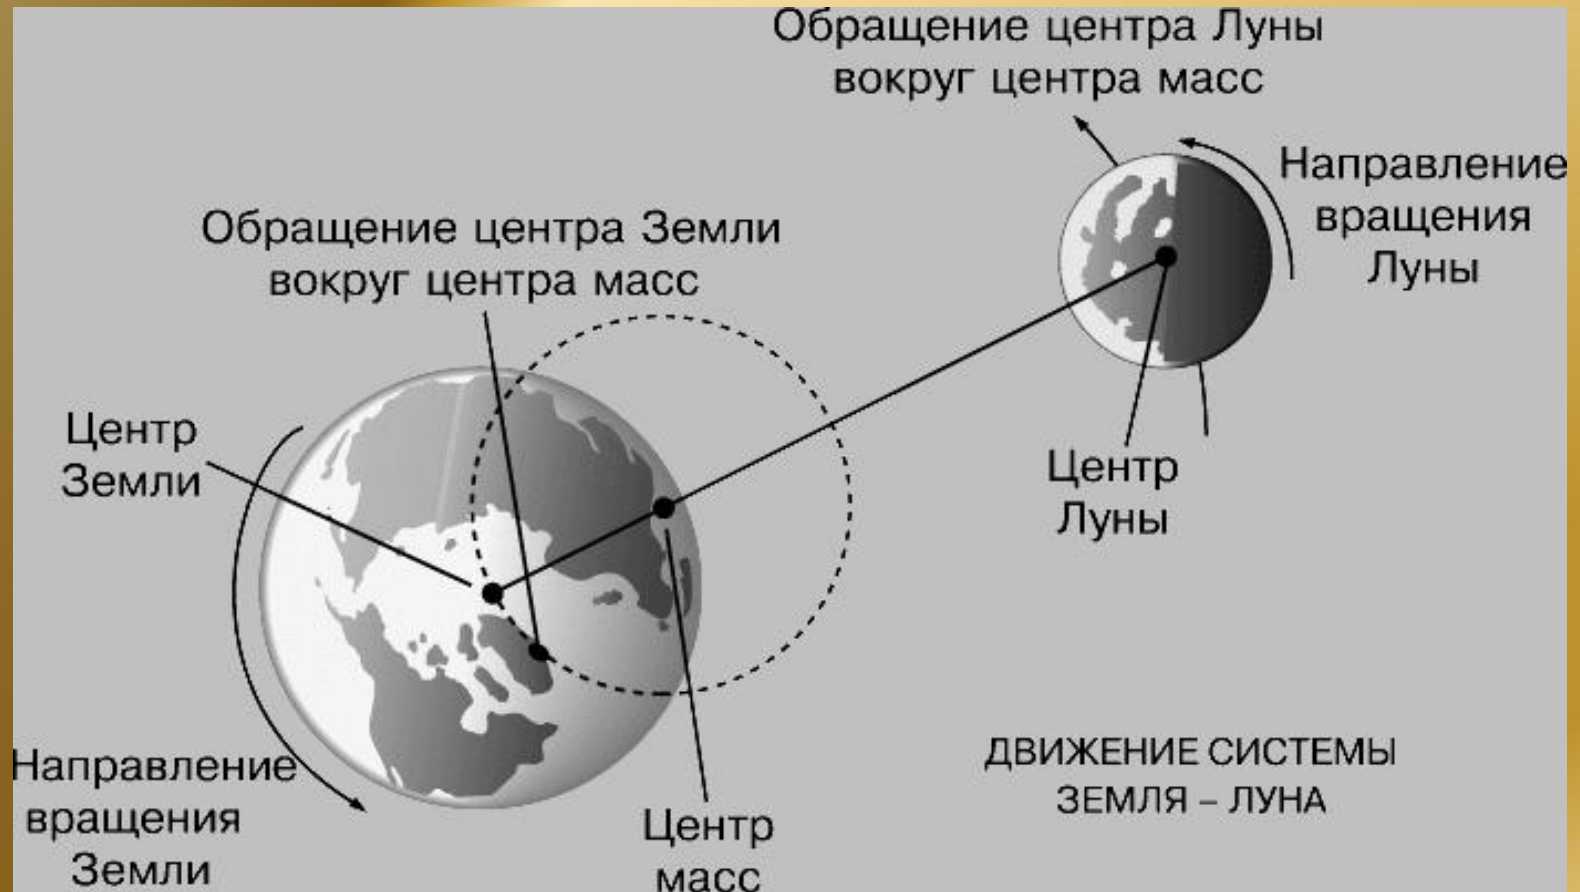 Обращение центра Луны
вокруг центра масс
Направление
вращения
Луны
Обращение центра Земли
вокруг центра масс
Центр
Земли
Центр
Луны
Направление
вращения
Земли
Центр
масс
ДВИЖЕНИЕ СИСТЕМЫ
ЗЕМЛЯ – ЛУНА